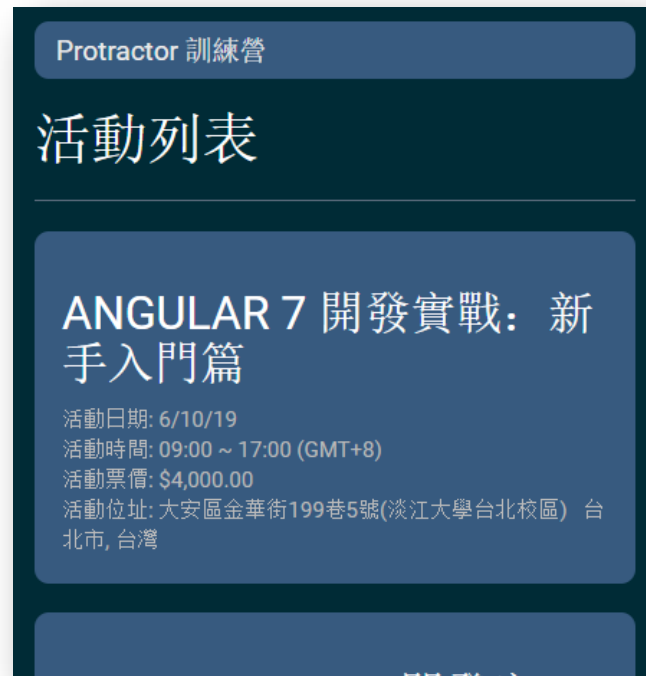 Protractor 訓練營
活動列表
ANGULAR 7 開發實戰：新
手入門篇
活動日期: 6/10/19
活動時間: 09:00 ~ 17:00 (GMT+8)
活動票價: $4,000.00
活動位址: 大安區金華街199巷5號(淡江大學台北校區) 台
北市, 台灣